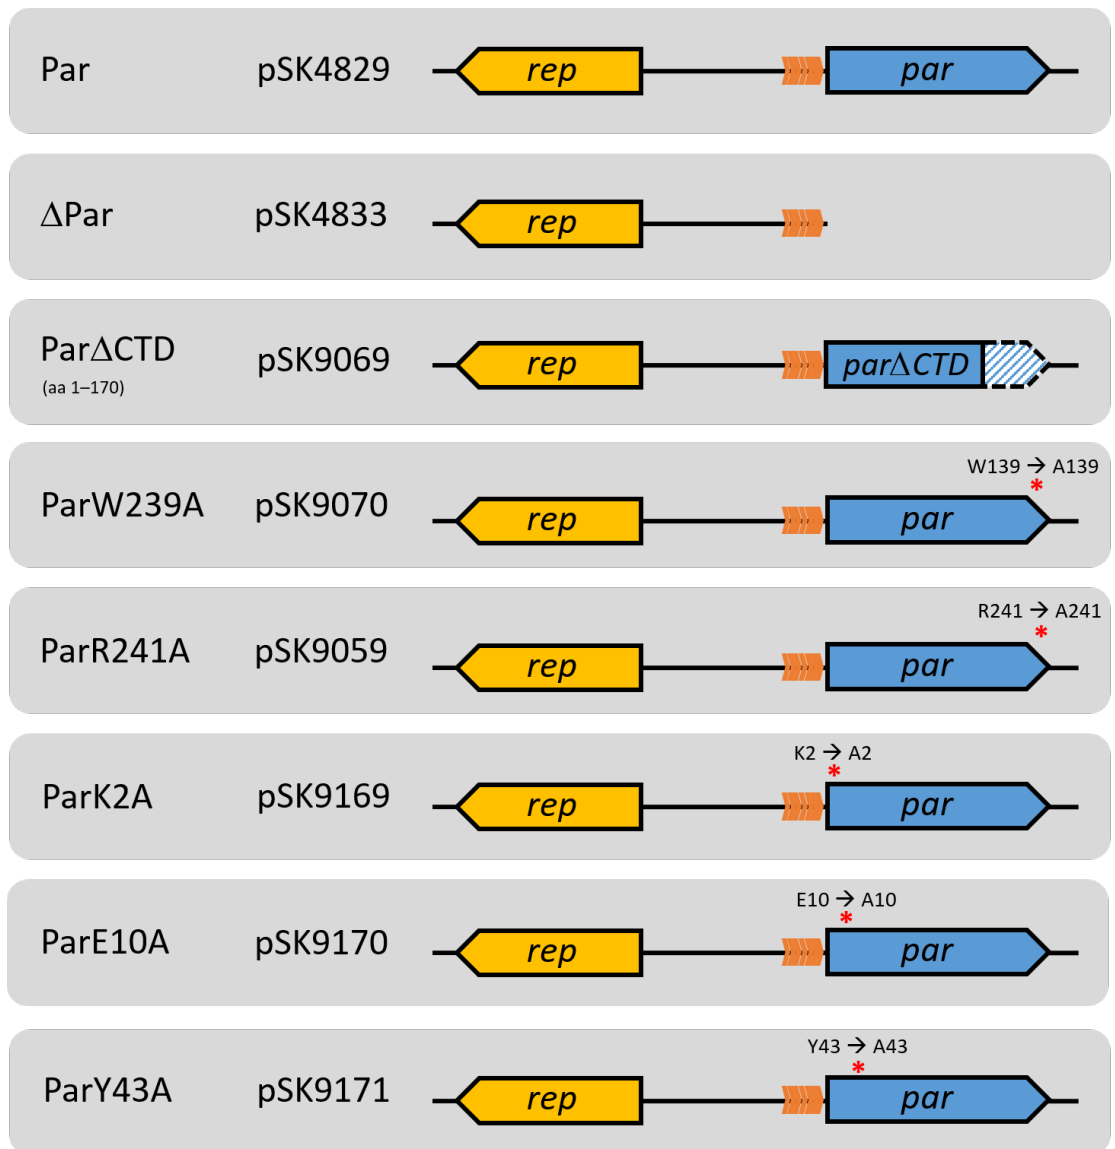 Par pSK4829 rep par
ΔPar pSK4833 rep
ParΔCTD pSK9069 rep parΔCTD
(aa 1–170)
W139 → A139
*
ParW239A pSK9070 rep par
R241 → A241
*
ParR241A pSK9059 rep par
K2 → A2
*
ParK2A pSK9169 rep par
E10 → A10
*
ParE10A pSK9170 rep par
Y43 → A43
*
ParY43A pSK9171 rep par